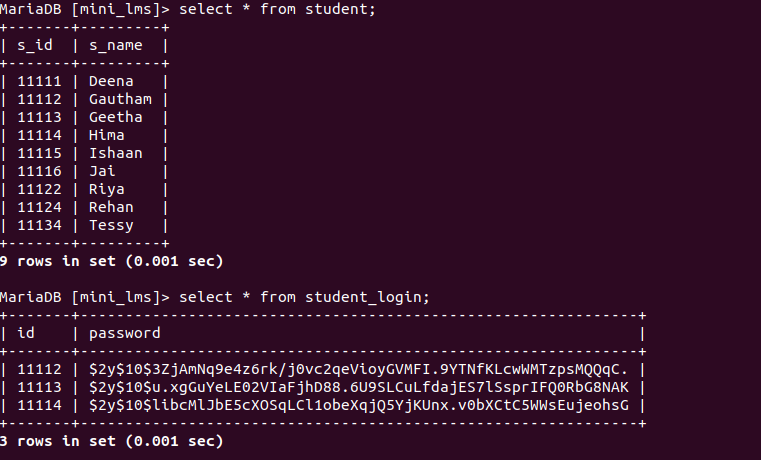 MariaDB [mini_lms]> select * from student;
+-------+---------+
| s_id  | s_name  |
+-------+---------+
| 11111 | Deena   |
| 11112 | Gautham |
| 11113 | Geetha  |
| 11114 | Hima    |
| 11115 | Ishaan  |
| 11116 | Jai     |
| 11122 | Riya    |
| 11124 | Rehan   |
| 11134 | Tessy   |
+-------+---------+
9 rows in set (0.001 sec)
MariaDB [mini_lms]> select * from student_login;
+-------+--------------------------------------------------------------+
| id    | password                                                     |
+-------+--------------------------------------------------------------+
| 11112 | $2y$10$3ZjAmNq9e4z6rk/j0vc2qeVioyGVMFI.9YTNfKLcwWMTzpsMQQqC. |
| 11113 | $2y$10$u.xgGuYeLE02VIaFjhD88.6U9SLCuLfdajES7lSsprIFQ0RbG8NAK |
| 11114 | $2y$10$libcMlJbE5cXOSqLCl1obeXqjQ5YjKUnx.v0bXCtC5WWsEujeohsG |
+-------+--------------------------------------------------------------+
3 rows in set (0.001 sec)